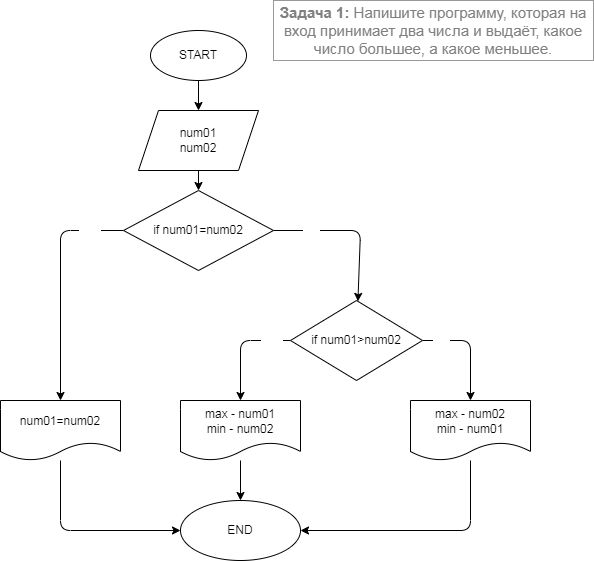 Задача 1: Напишите программу, которая на
вход принимает два числа и выдаёт, какое
число большее, а какое меньшее.
START
num01
num02
if num01=num02
if num01>num02
num01=num02
max - num01
min - num02
max - num02
min - num01
END